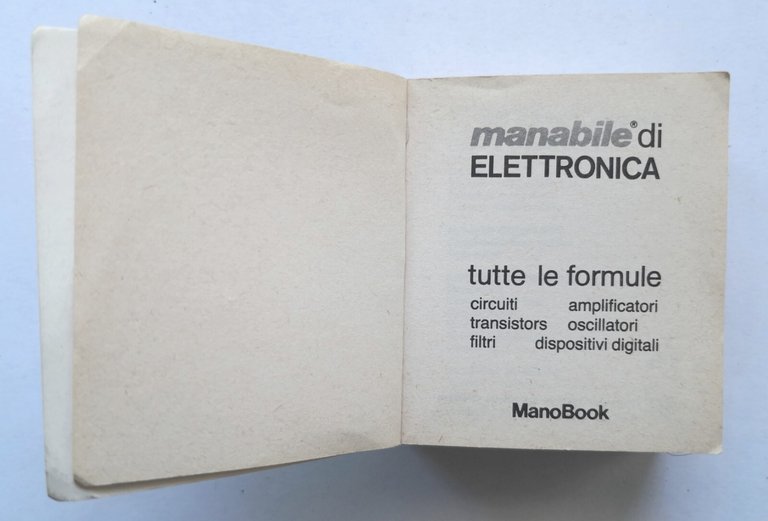 manabile® di
ELETTRONICA
tutte le formule
circuiti amplificatori
transistors oscillatori
filtri dispositivi digitali
ManoBook